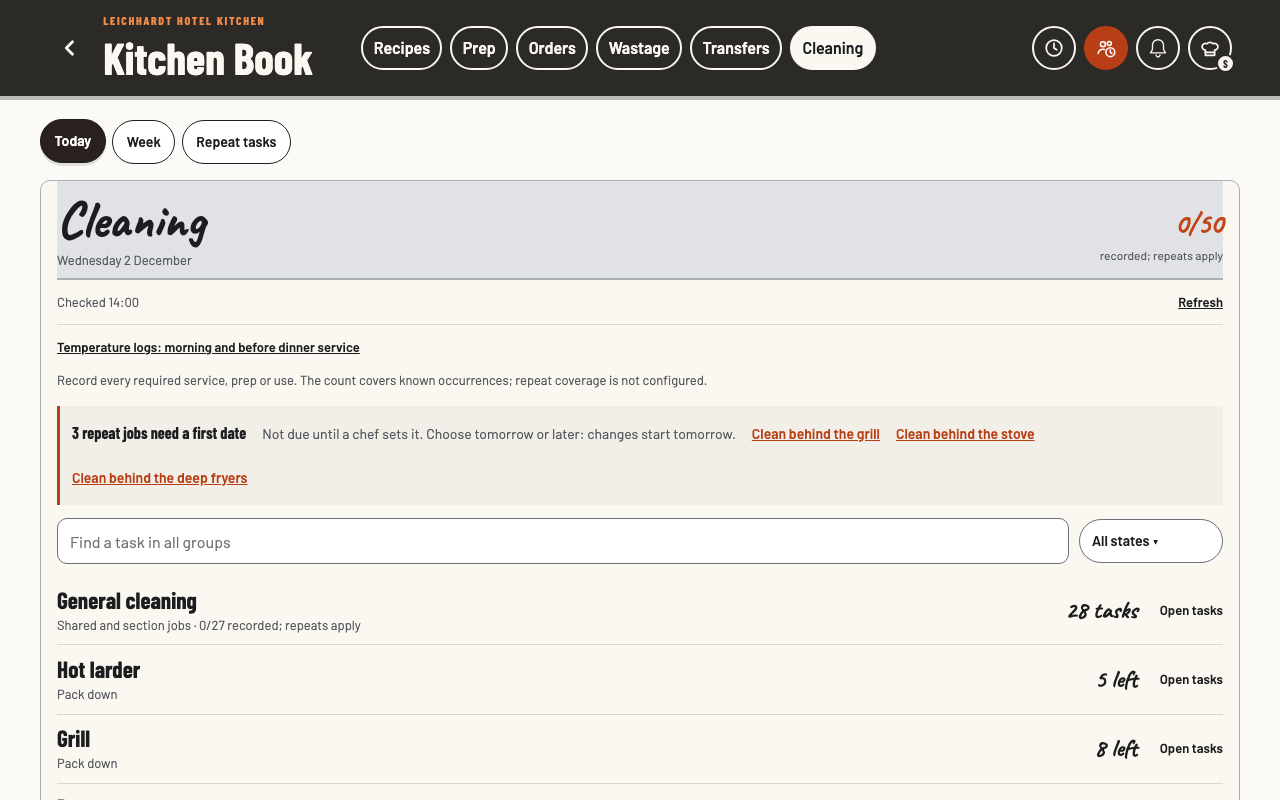 LEICHHARDT HOTEL KITCHEN
Kitchen Book
Recipes
Prep
Orders
Wastage
Transfers
Cleaning
S
Today
Week
Repeat tasks
Cleaning
0/50
Wednesday 2 December
recorded; repeats apply
Checked 14:00
Refresh
Temperature logs: morning and before dinner service
Record every required service, prep or use. The count covers known occurrences; repeat coverage is not configured.
3 repeat jobs need a first date
Not due until a chef sets it. Choose tomorrow or later: changes start tomorrow.
Clean behind the grill
Clean behind the stove
Clean behind the deep fryers
Find a task in all groups
All states ▾
General cleaning
Shared and section jobs · 0/27 recorded; repeats apply
28 tasks
Open tasks
Hot larder
Pack down
5 left
Open tasks
Grill
Pack down
8 left
Open tasks